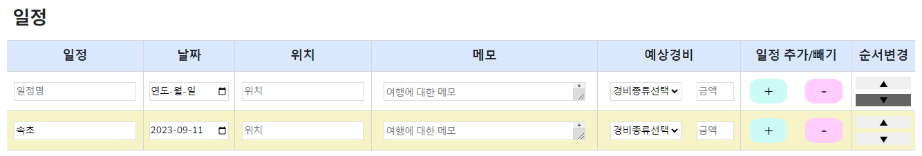 일정
일정 날짜 위치 메모 예상경비 일정 추가/빼기 순서변경
일정명 연도-월-일 위치 여행에 대한 메모 경비종류선택 금액 + - ▲
▼
속초 2023-09-11 위치 여행에 대한 메모 경비종류선택 금액 + - ▲
▼